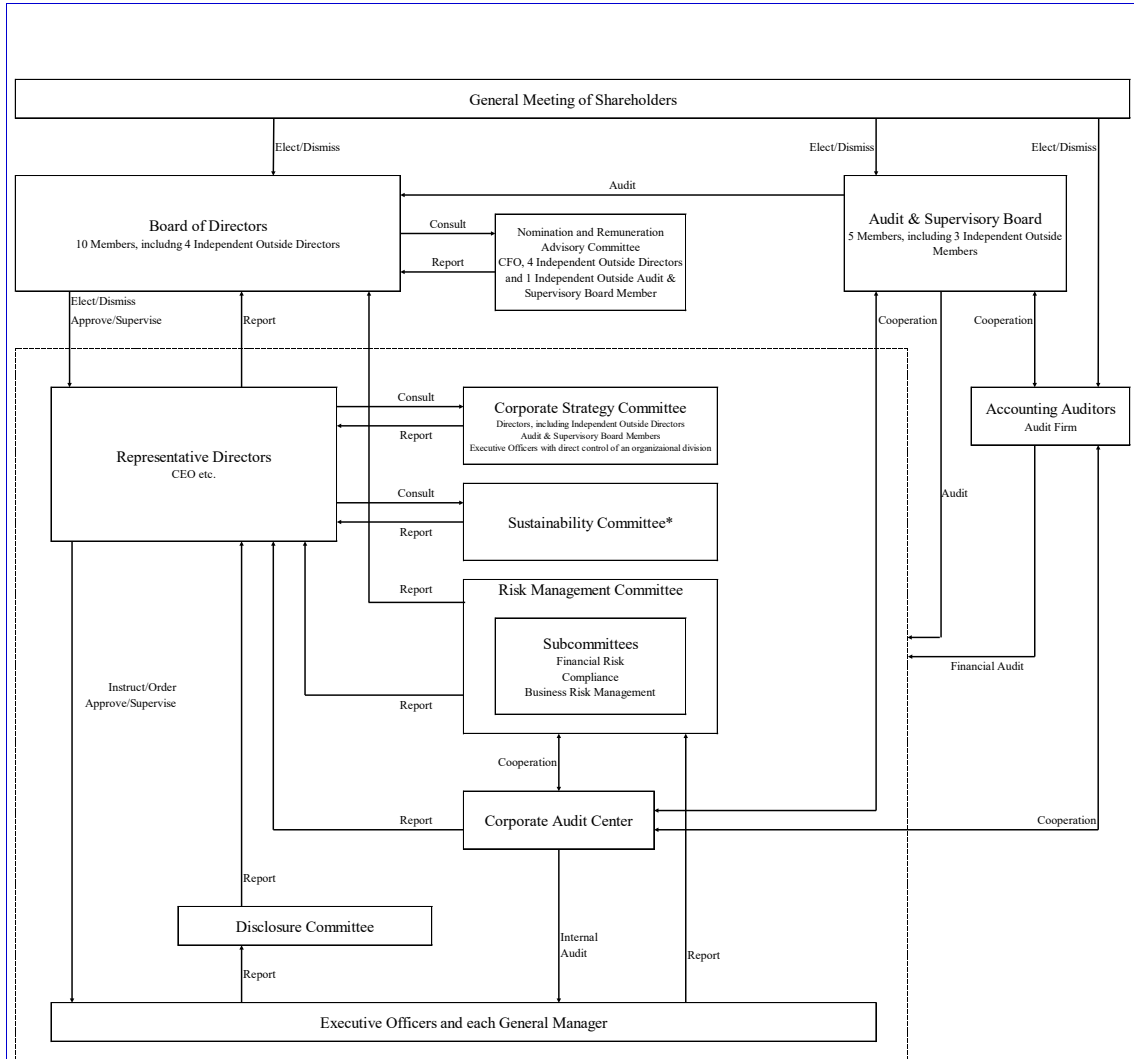 General Meeting of Shareholders
Elect/Dismiss
Elect/Dismiss
Elect/Dismiss
Audit
Board of Directors
10 Members, includng 4 Independent Outside Directors
Consult
Report
Nomination and Remuneration
Advisory Committee
CFO, 4 Independent Outside Directors
and 1 Independent Outside Audit &
Supervisory Board Member
Audit & Supervisory Board
5 Members, including 3 Independent Outside
Members
Elect/Dismiss
Approve/Supervise
Report
Cooperation
Cooperation
Representative Directors
CEO etc.
Consult
Report
Corporate Strategy Committee
Directors, including Independent Outside Directors
Audit & Supervisory Board Members
Executive Officers with direct control of an organizaional division
Accounting Auditors
Audit Firm
Consult
Report
Sustainability Committee*
Audit
Report
Risk Management Committee
Subcommittees
Financial Risk
Compliance
Business Risk Management
Financial Audit
Instruct/Order
Approve/Supervise
Report
Cooperation
Report
Corporate Audit Center
Cooperation
Report
Disclosure Committee
Internal
Audit
Report
Report
Executive Officers and each General Manager